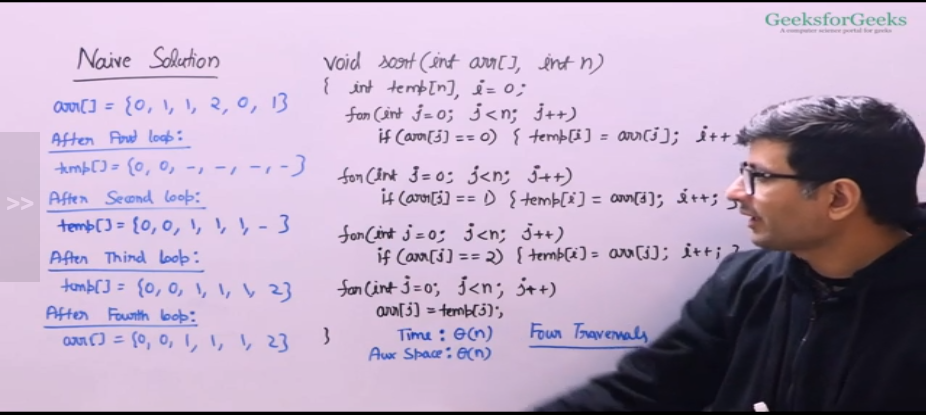 GeeksforGeeks
A computer science portal for geeks
Naive Solution
arr[] = {0, 1, 1, 2, 0, 1}
After First loop:
temp[] = {0, 0, -, -, -, -}
After Second loop:
temp[] = {0, 0, 1, 1, 1, -}
After Third loop:
temp[] = {0, 0, 1, 1, 1, 2}
After Fourth loop:
arr[] = {0, 0, 1, 1, 1, 2}
void sort(int arr[], int n)
{ int temp[n], i = 0;
for(int j=0; j<n; j++)
if (arr[j] == 0) { temp[i] = arr[j]; i++
for(int j=0; j<n; j++)
if (arr[j] == 1) { temp[i] = arr[j]; i++; }
for(int j=0; j<n; j++)
if (arr[j] == 2) { temp[i] = arr[j]; i++; }
for(int j=0; j<n; j++)
arr[j] = temp[j];
}
Time : θ(n)
Aux Space : θ(n)
Four Traversals
>>